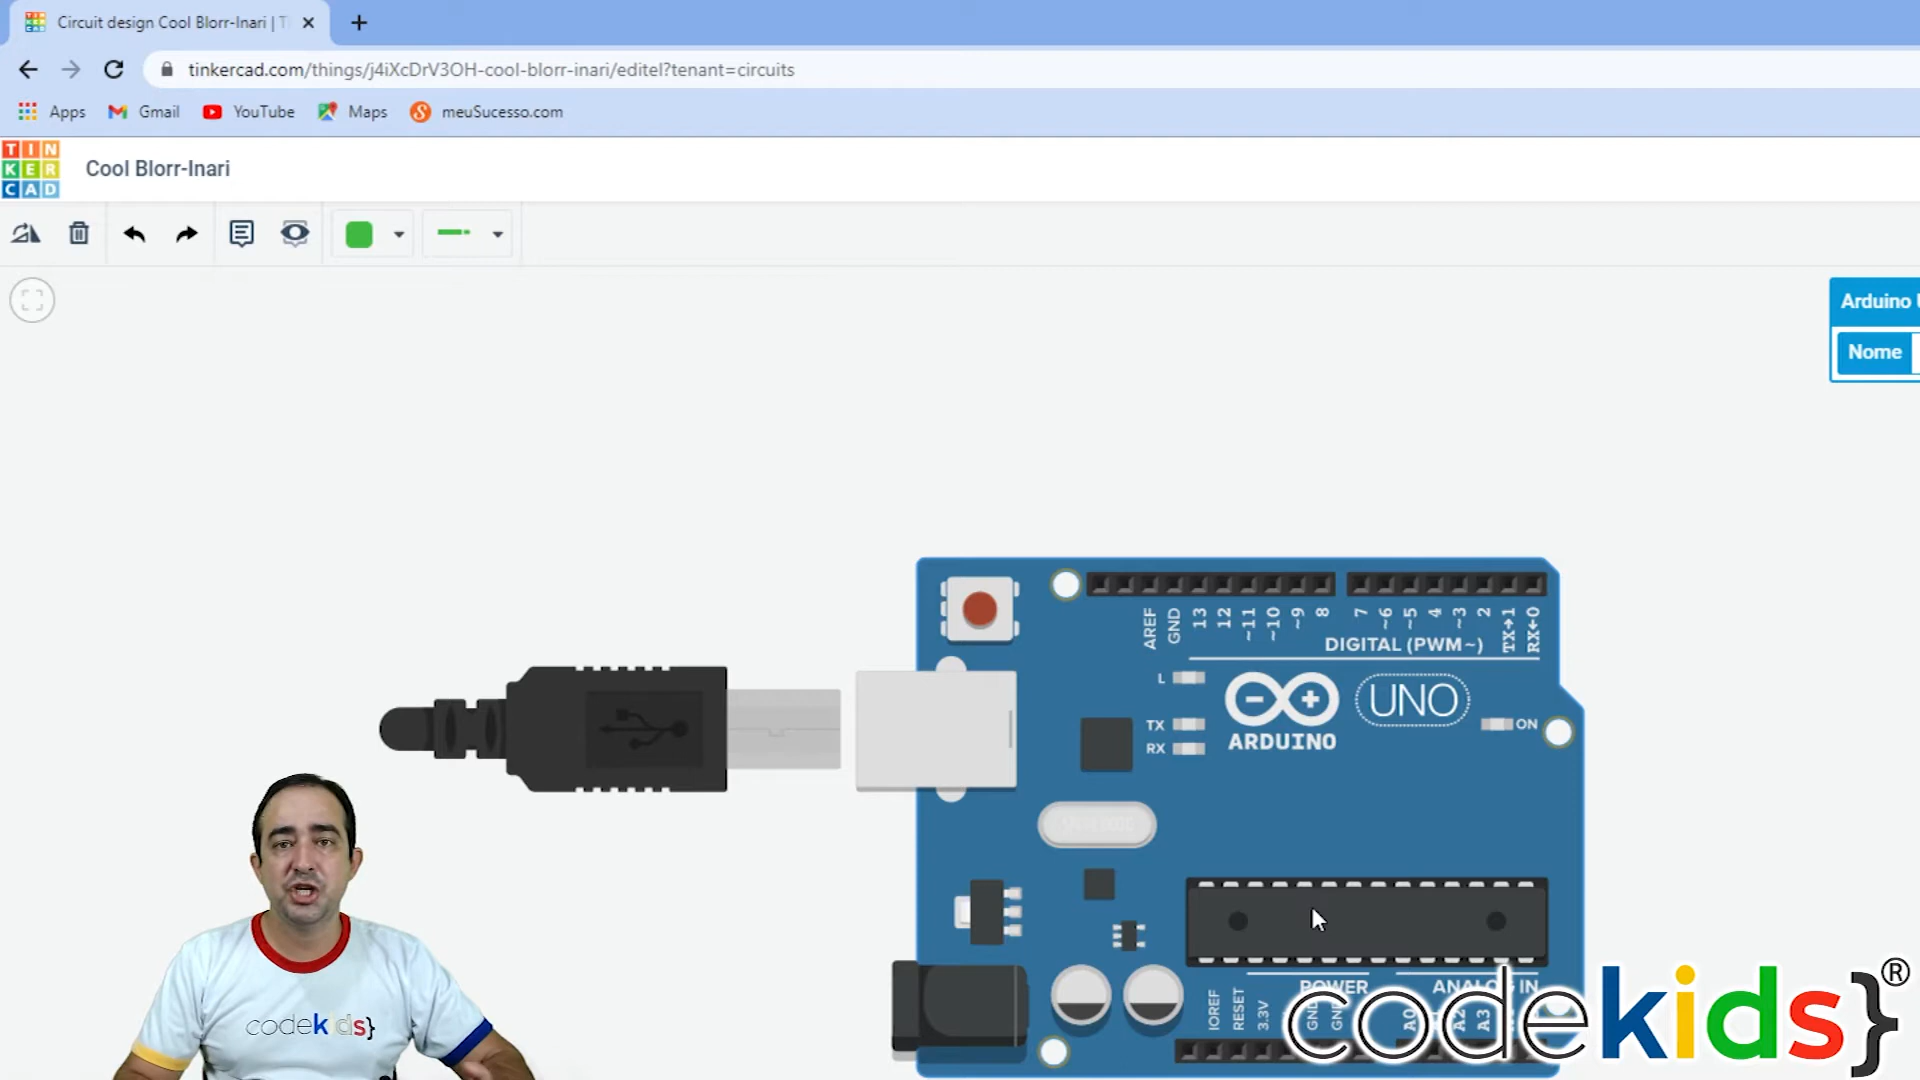 Circuit design Cool Blorr-Inari | T
tinkercad.com/things/j4iXcDrV3OH-cool-blorr-inari/editel?tenant=circuits
Apps
Gmail
YouTube
Maps
meuSucesso.com
TIN
KER
CAD
Cool Blorr-Inari
Arduino
Nome
AREF
GND
13
12
~11
~10
~9
8
7
~6
~5
4
~3
2
TX→1
RX←0
DIGITAL (PWM~)
L
TX
RX
UNO
ON
ARDUINO
POWER
ANALOG IN
IOREF
RESET
3.3V
GND
GND
A0
A2
A3
codekids}
codekids}®